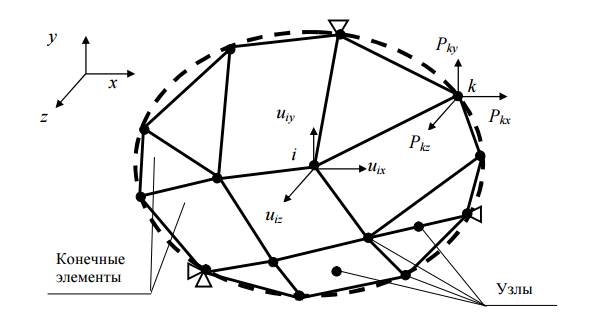 y
x
z
P_ky
k
P_kx
P_kz
u_iy
i
u_ix
u_iz
Конечные
элементы
Узлы